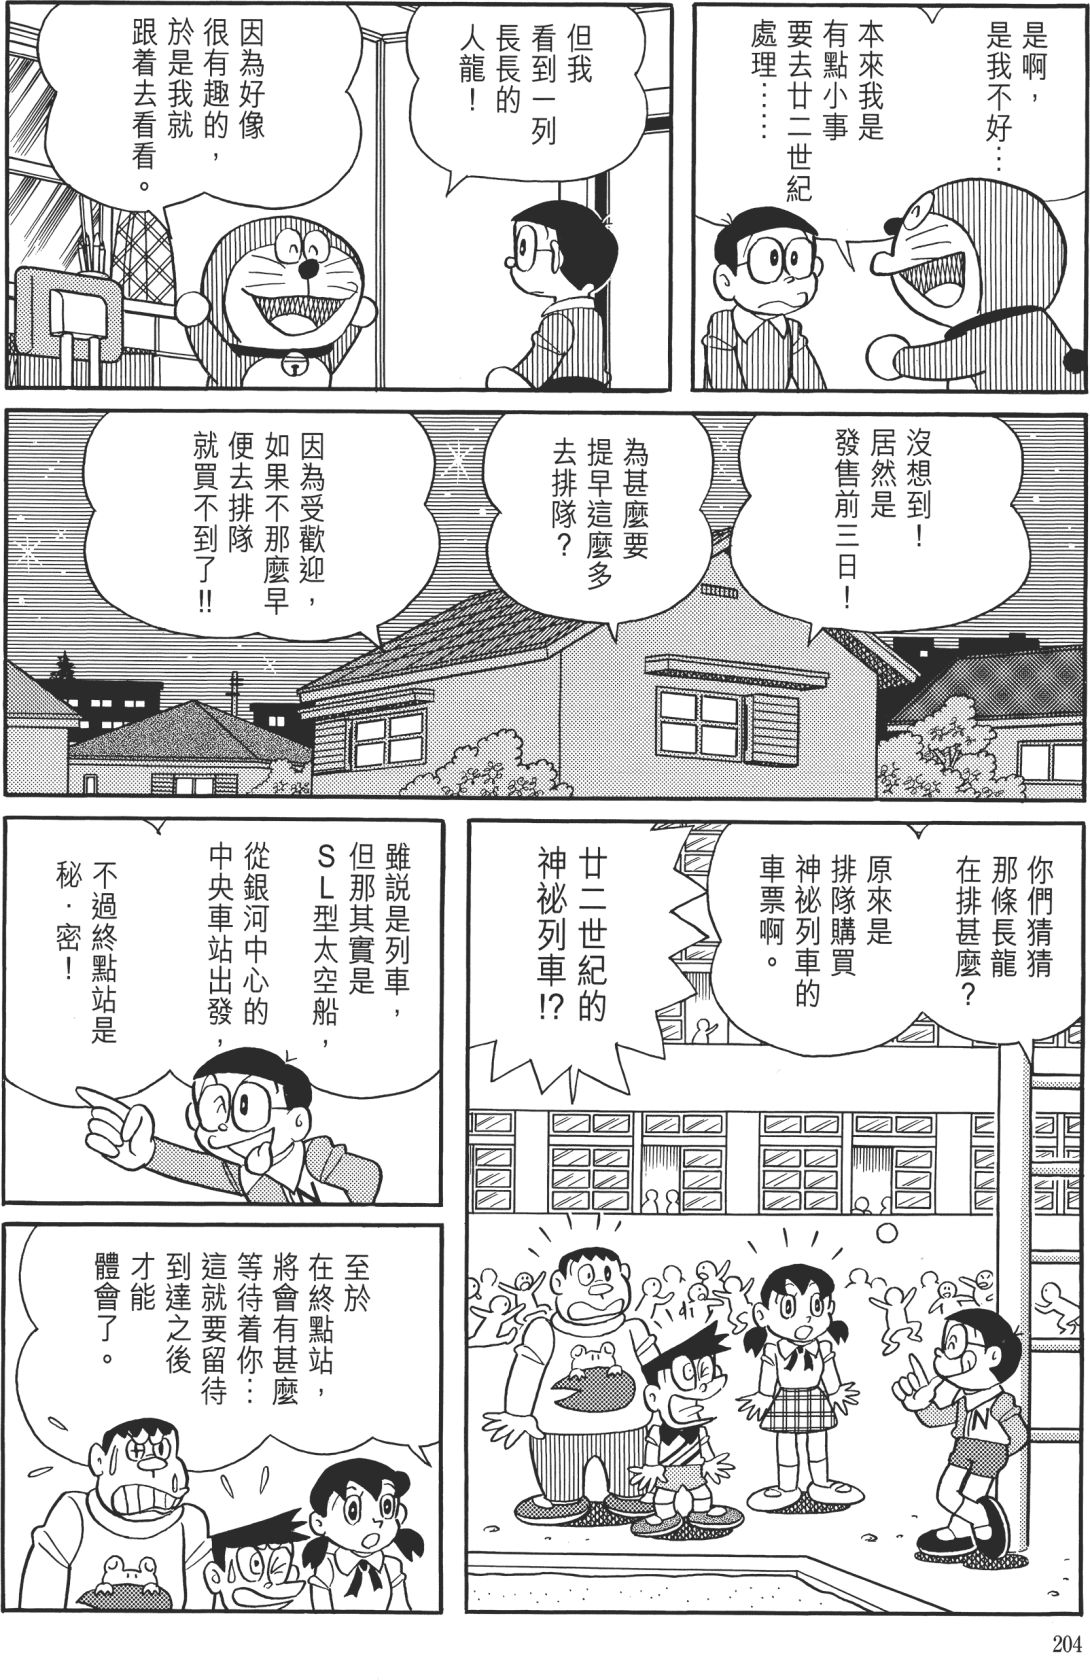 是啊，
是我不好…
本來我是
有點小事
要去廿二世紀
處理……
但我
看到一列
長長的
人龍！
因為好像
很有趣的，
於是我就
跟着去看看。
沒想到！
居然是
發售前三日！
為甚麼要
提早這麼多
去排隊？
因為受歡迎，
如果不那麼早
便去排隊
就買不到了!!
你們猜猜
那條長龍
在排甚麼？
原來是
排隊購買
神祕列車的
車票啊。
廿二世紀的
神祕列車!?
雖說是列車，
但那其實是
SL型太空船，
從銀河中心的
中央車站出發，
不過終點站是
秘．密！
至於
在終點站，
將會有甚麼
等待着你…
這就要留待
到達之後
才能
體會了。
N
N
204